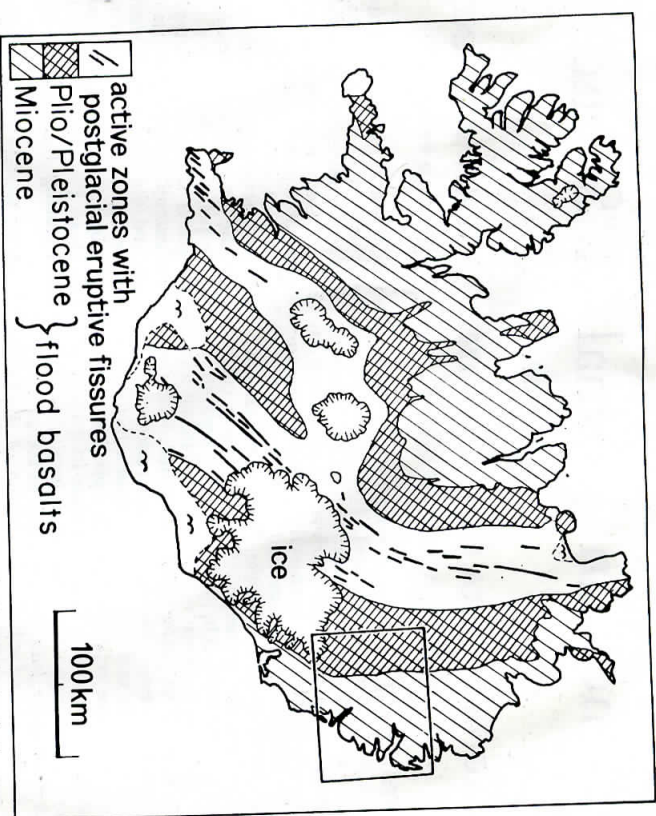 active zones with
postglacial eruptive fissures
Plio/Pleistocene
Miocene
flood basalts
100km
ice